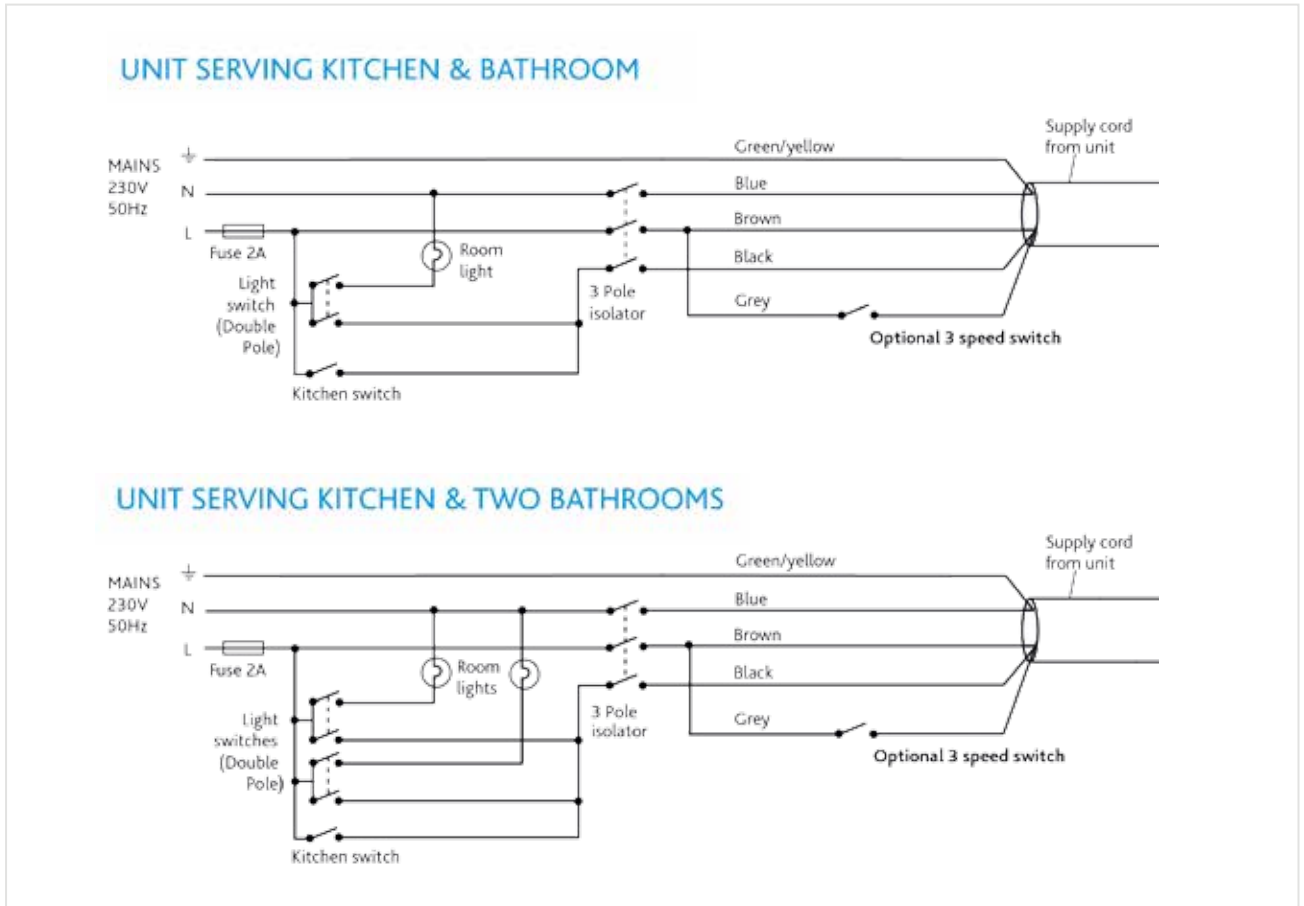 UNIT SERVING KITCHEN & BATHROOM
Supply cord
from unit
Green/yellow
MAINS
230V
50Hz
N
Blue
L
Brown
Fuse 2A
Room
light
Black
Light
switch
(Double
Pole)
3 Pole
isolator
Grey
Optional 3 speed switch
Kitchen switch
UNIT SERVING KITCHEN & TWO BATHROOMS
Supply cord
from unit
Green/yellow
MAINS
230V
50Hz
N
Blue
L
Brown
Fuse 2A
Room
lights
Black
Light
switches
(Double
Pole)
3 Pole
isolator
Grey
Optional 3 speed switch
Kitchen switch